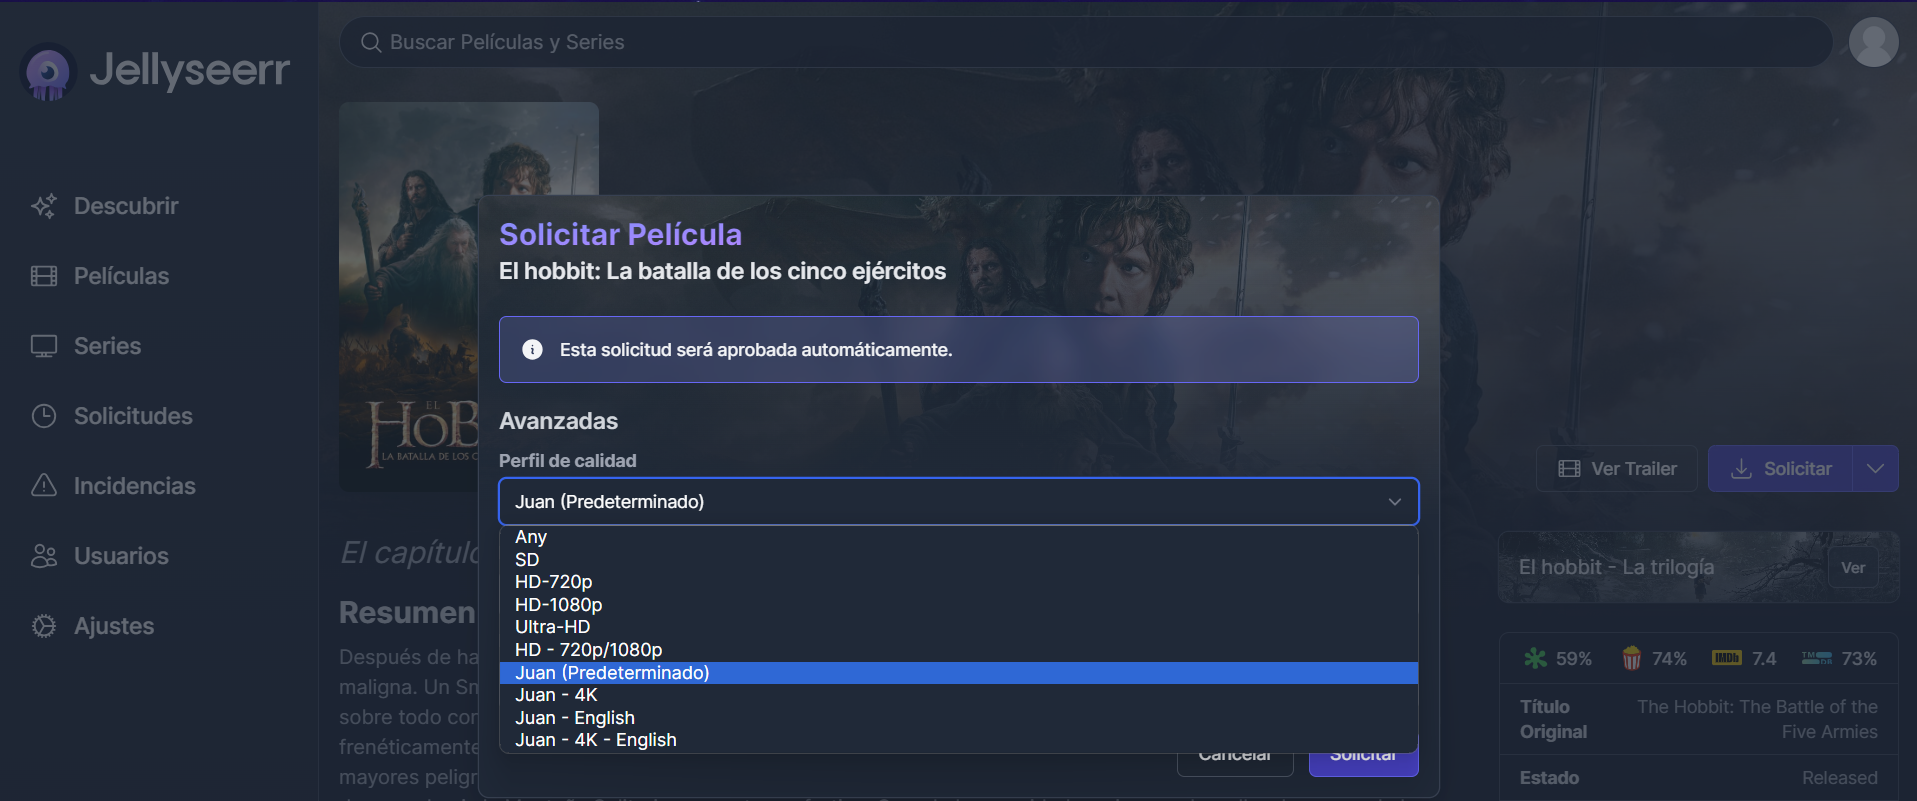 Jellyseerr
Buscar Películas y Series
Descubrir
Películas
Series
Solicitudes
Incidencias
Usuarios
Ajustes
EL
HOBB
LA BATALLA DE LOS C
Solicitar Película
El hobbit: La batalla de los cinco ejércitos
Esta solicitud será aprobada automáticamente.
Avanzadas
Perfil de calidad
Juan (Predeterminado)
Any
SD
HD-720p
HD-1080p
Ultra-HD
HD - 720p/1080p
Juan (Predeterminado)
Juan - 4K
Juan - English
Juan - 4K - English
Cancelar
Solicitar
El capítulo
Resumen
Después de ha
maligna. Un Sm
sobre todo cor
frenéticamente
mayores peligr
Ver Trailer
Solicitar
El hobbit - La trilogía
Ver
59%
74%
IMDb 7.4
TMDB 73%
Título Original
The Hobbit: The Battle of the
Five Armies
Estado
Released